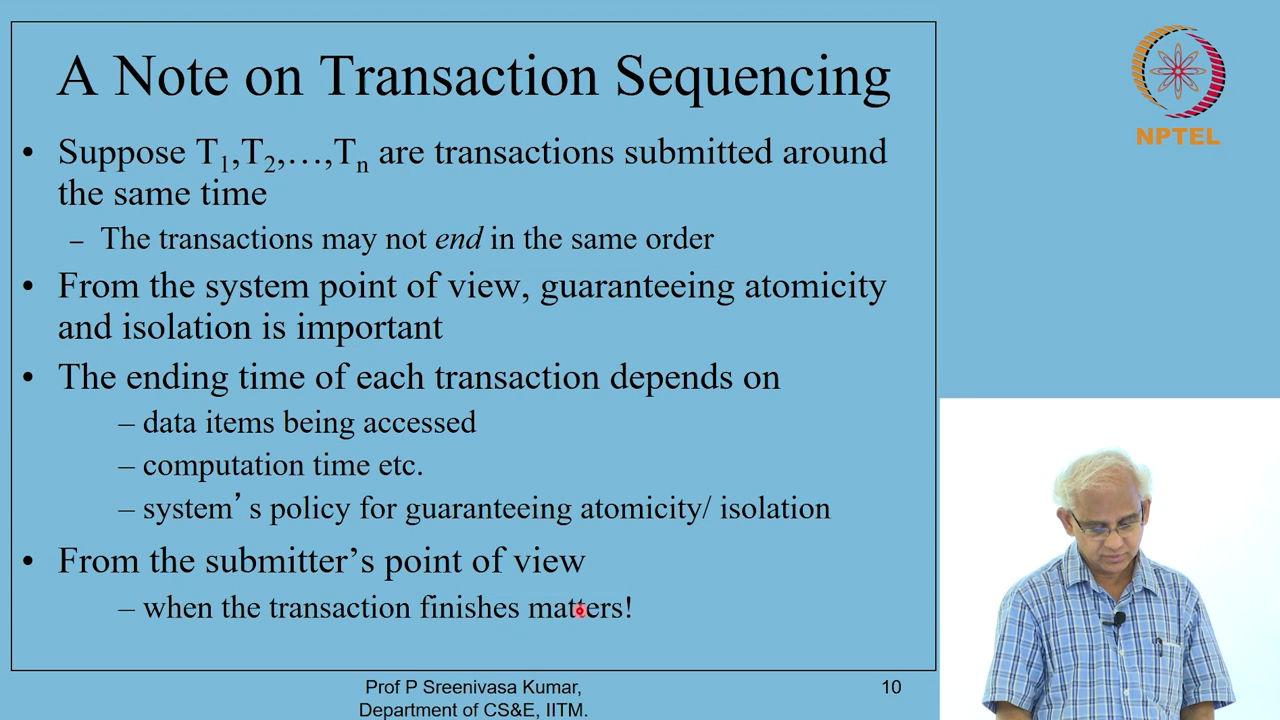 A Note on Transaction Sequencing
• Suppose T1,T2,…,Tn are transactions submitted around
the same time
– The transactions may not end in the same order
• From the system point of view, guaranteeing atomicity
and isolation is important
• The ending time of each transaction depends on
– data items being accessed
– computation time etc.
– system’s policy for guaranteeing atomicity/ isolation
• From the submitter’s point of view
– when the transaction finishes matters!
Prof P Sreenivasa Kumar,
Department of CS&E, IITM.
10
NPTEL